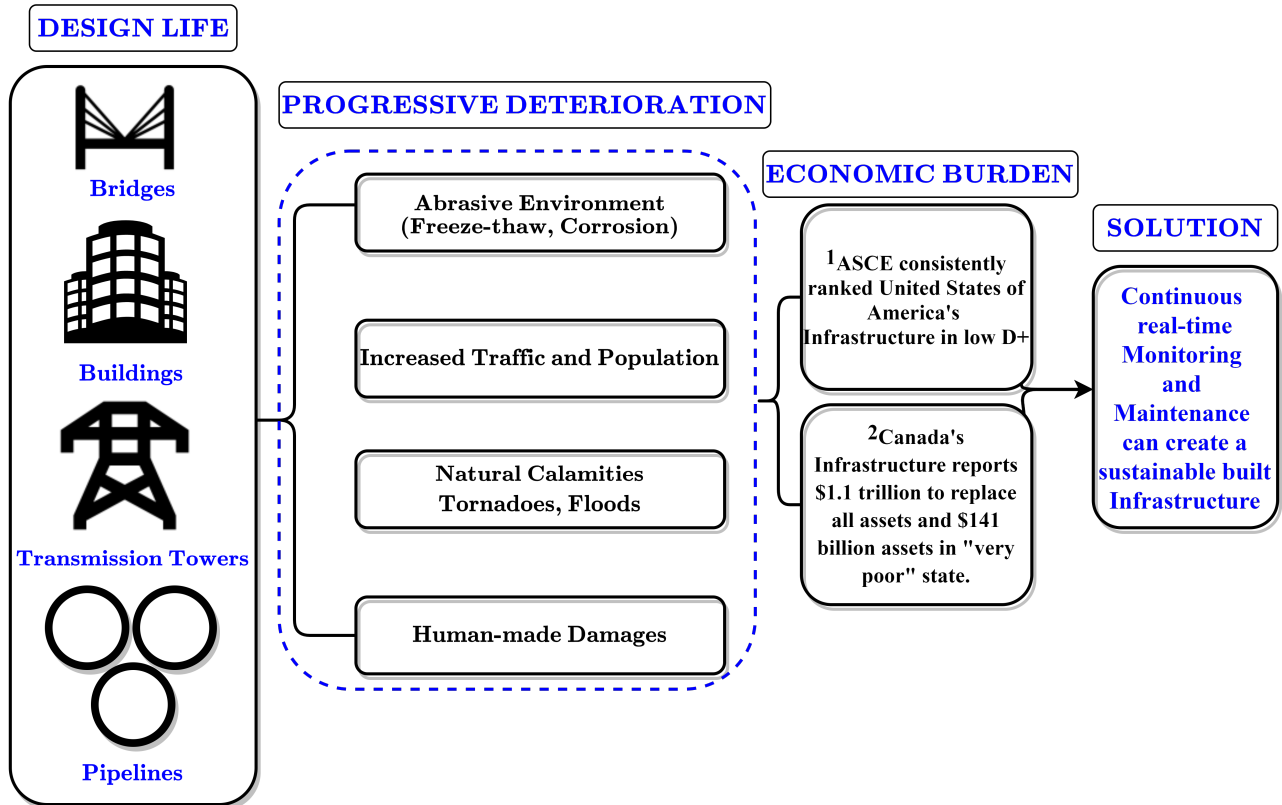 DESIGN LIFE
Bridges
Buildings
Transmission Towers
Pipelines
PROGRESSIVE DETERIORATION
Abrasive Environment
(Freeze-thaw, Corrosion)
Increased Traffic and Population
Natural Calamities
Tornadoes, Floods
Human-made Damages
ECONOMIC BURDEN
1ASCE consistently
ranked United States of
America's
Infrastructure in low D+
2Canada's
Infrastructure reports
$1.1 trillion to replace
all assets and $141
billion assets in "very
poor" state.
SOLUTION
Continuous
real-time
Monitoring
and
Maintenance
can create a
sustainable built
Infrastructure